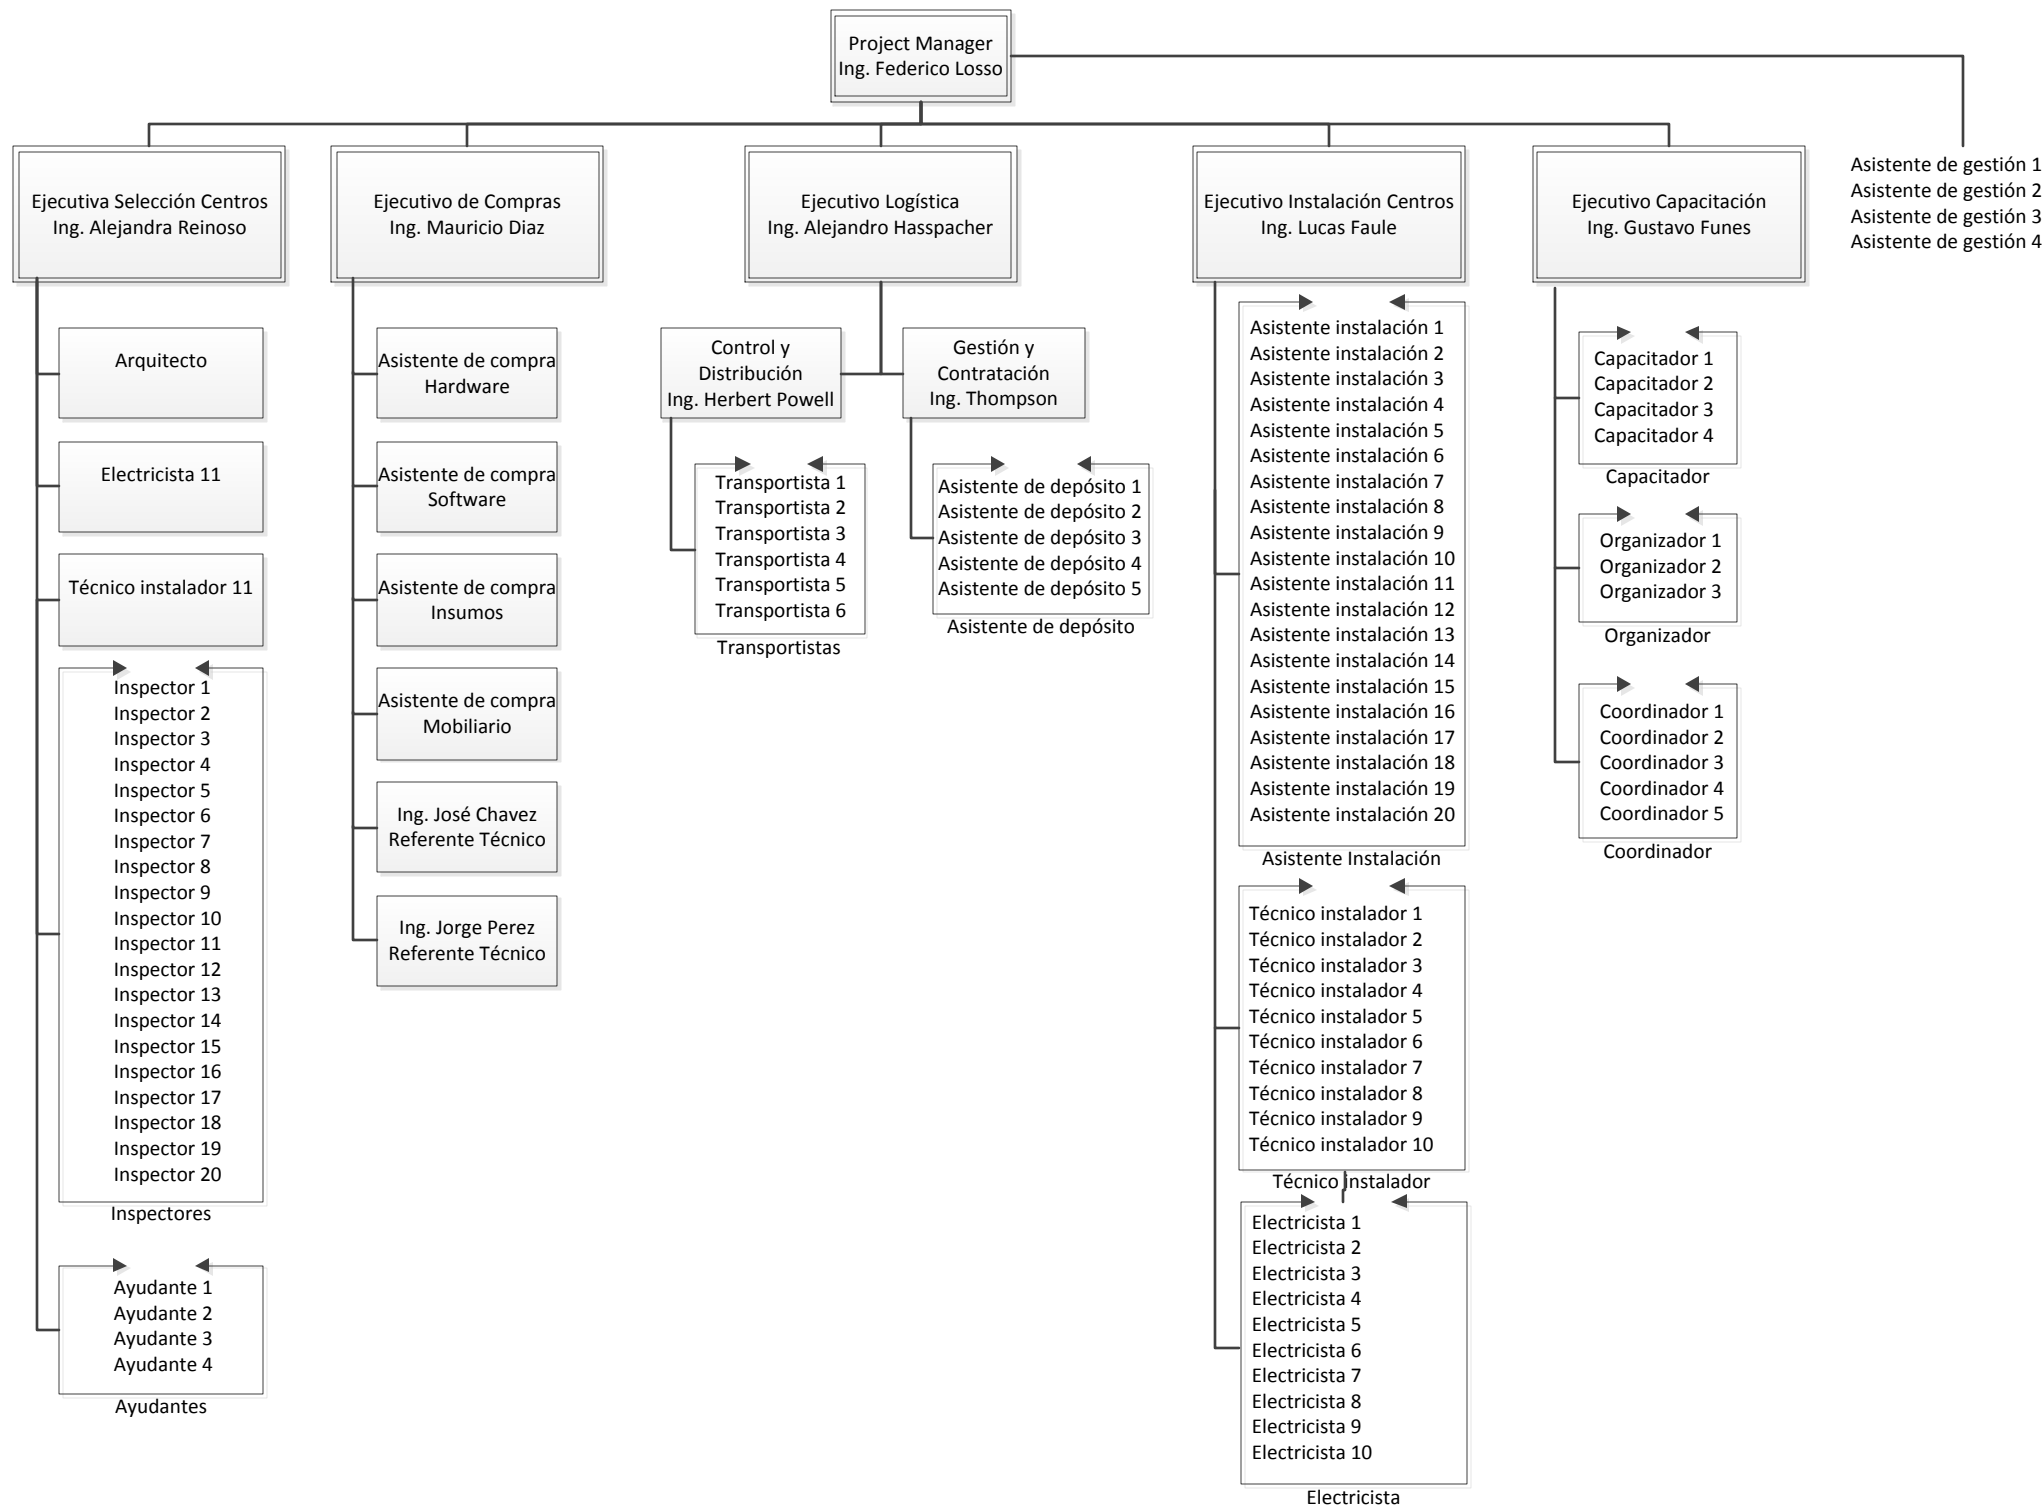 Project Manager
Ing. Federico Losso
Ejecutiva Selección Centros
Ing. Alejandra Reinoso
Ejecutivo de Compras
Ing. Mauricio Diaz
Ejecutivo Logística
Ing. Alejandro Hasspacher
Ejecutivo Instalación Centros
Ing. Lucas Faule
Ejecutivo Capacitación
Ing. Gustavo Funes
Asistente de gestión 1
Asistente de gestión 2
Asistente de gestión 3
Asistente de gestión 4
Arquitecto
Electricista 11
Técnico instalador 11
Inspector 1
Inspector 2
Inspector 3
Inspector 4
Inspector 5
Inspector 6
Inspector 7
Inspector 8
Inspector 9
Inspector 10
Inspector 11
Inspector 12
Inspector 13
Inspector 14
Inspector 15
Inspector 16
Inspector 17
Inspector 18
Inspector 19
Inspector 20
Inspectores
Ayudante 1
Ayudante 2
Ayudante 3
Ayudante 4
Ayudantes
Asistente de compra
Hardware
Asistente de compra
Software
Asistente de compra
Insumos
Asistente de compra
Mobiliario
Ing. José Chavez
Referente Técnico
Ing. Jorge Perez
Referente Técnico
Control y
Distribución
Ing. Herbert Powell
Transportista 1
Transportista 2
Transportista 3
Transportista 4
Transportista 5
Transportista 6
Transportistas
Gestión y
Contratación
Ing. Thompson
Asistente de depósito 1
Asistente de depósito 2
Asistente de depósito 3
Asistente de depósito 4
Asistente de depósito 5
Asistente de depósito
Asistente instalación 1
Asistente instalación 2
Asistente instalación 3
Asistente instalación 4
Asistente instalación 5
Asistente instalación 6
Asistente instalación 7
Asistente instalación 8
Asistente instalación 9
Asistente instalación 10
Asistente instalación 11
Asistente instalación 12
Asistente instalación 13
Asistente instalación 14
Asistente instalación 15
Asistente instalación 16
Asistente instalación 17
Asistente instalación 18
Asistente instalación 19
Asistente instalación 20
Asistente Instalación
Técnico instalador 1
Técnico instalador 2
Técnico instalador 3
Técnico instalador 4
Técnico instalador 5
Técnico instalador 6
Técnico instalador 7
Técnico instalador 8
Técnico instalador 9
Técnico instalador 10
Técnico instalador
Electricista 1
Electricista 2
Electricista 3
Electricista 4
Electricista 5
Electricista 6
Electricista 7
Electricista 8
Electricista 9
Electricista 10
Electricista
Capacitador 1
Capacitador 2
Capacitador 3
Capacitador 4
Capacitador
Organizador 1
Organizador 2
Organizador 3
Organizador
Coordinador 1
Coordinador 2
Coordinador 3
Coordinador 4
Coordinador 5
Coordinador